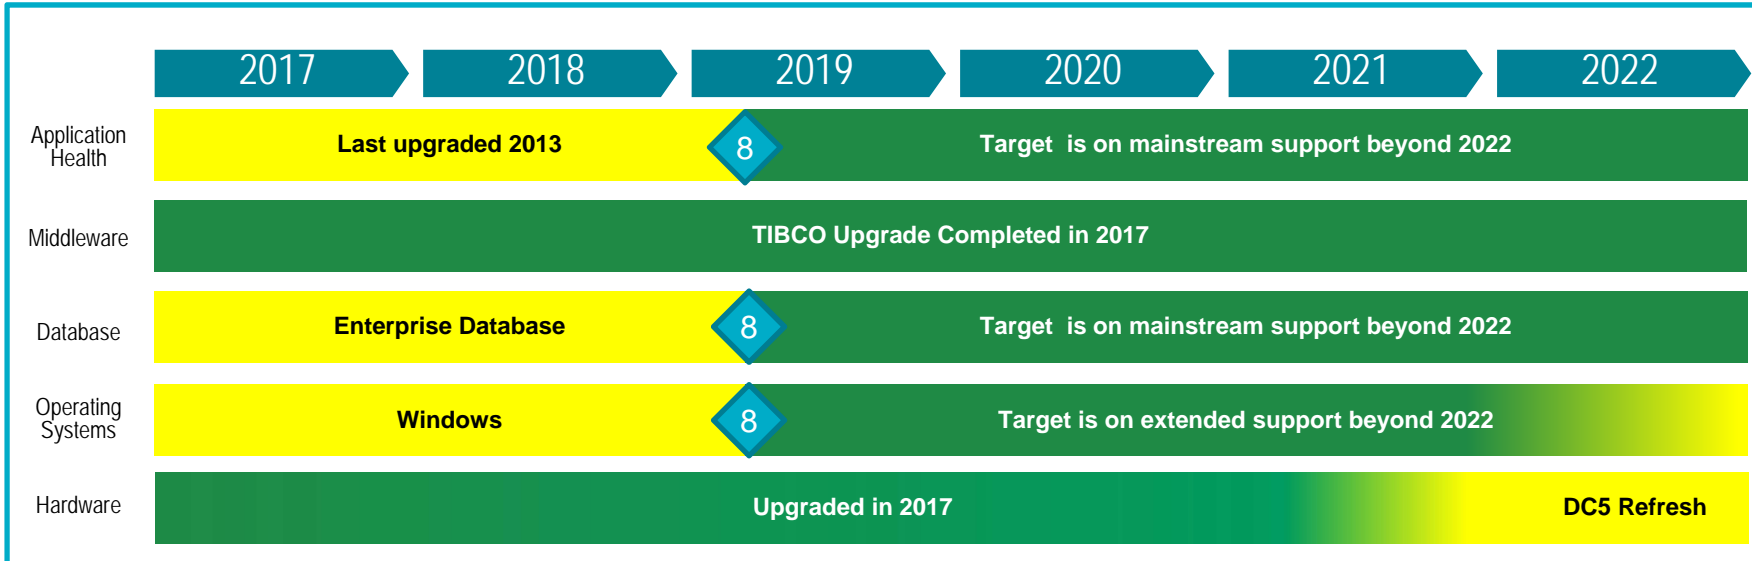 2017 2018 2019 2020 2021 2022
Application
Health
Last upgraded 2013
8
Target is on mainstream support beyond 2022
Middleware
TIBCO Upgrade Completed in 2017
Database
Enterprise Database
8
Target is on mainstream support beyond 2022
Operating
Systems
Windows
8
Target is on extended support beyond 2022
Hardware
Upgraded in 2017
DC5 Refresh